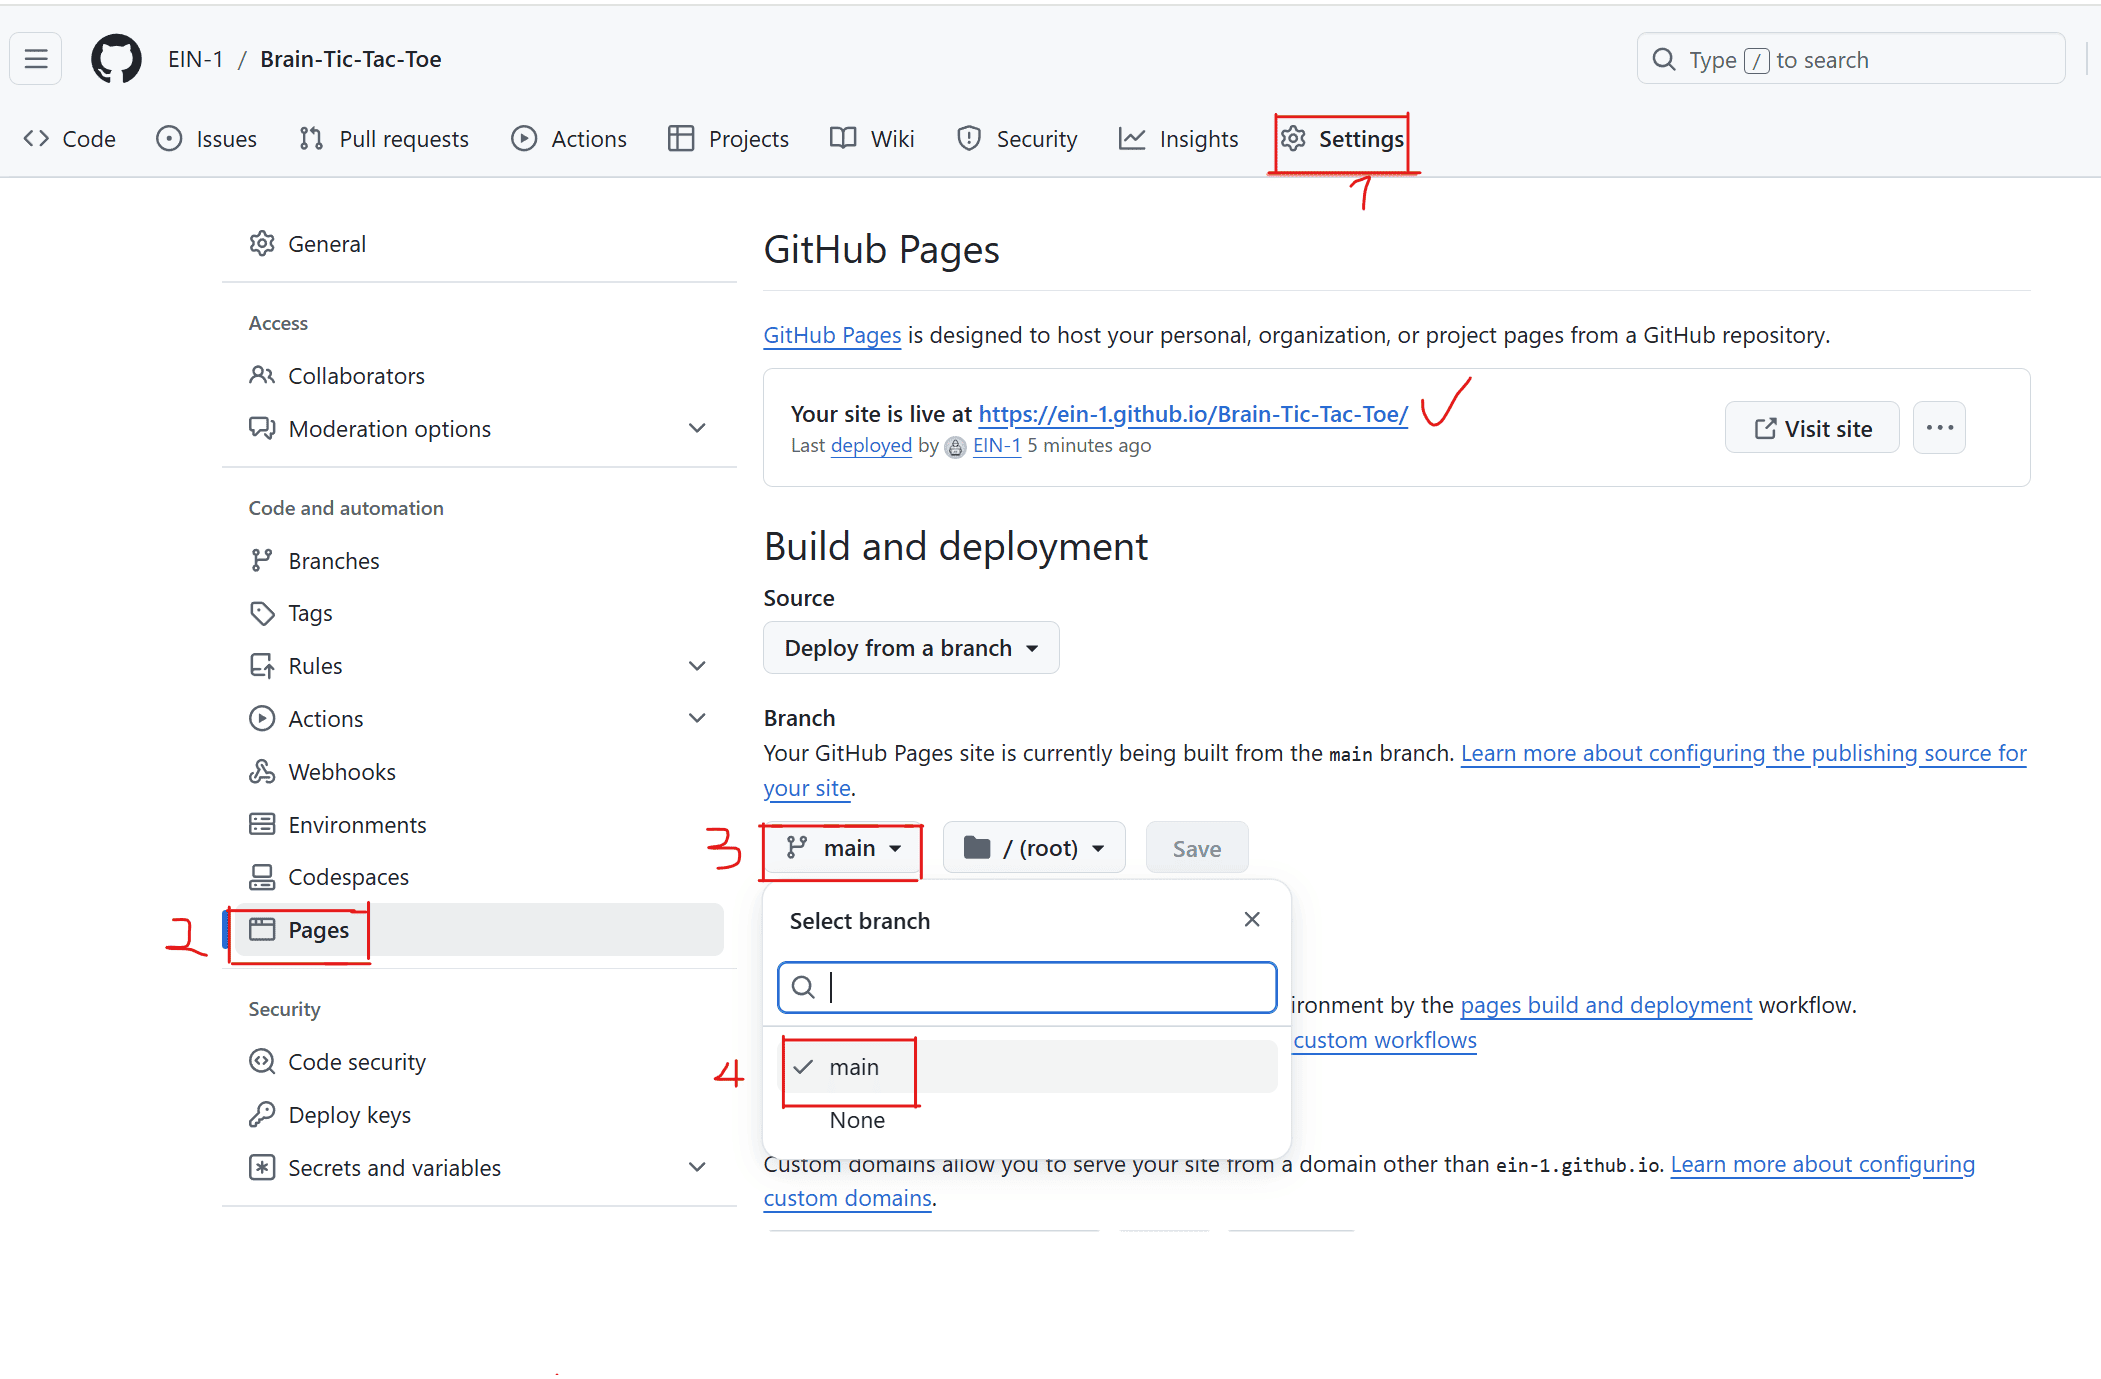 EIN-1 / Brain-Tic-Tac-Toe
Type / to search
Code
Issues
Pull requests
Actions
Projects
Wiki
Security
Insights
Settings
1
General
Access
Collaborators
Moderation options
Code and automation
Branches
Tags
Rules
Actions
Webhooks
Environments
Codespaces
2
Pages
Security
Code security
Deploy keys
Secrets and variables
GitHub Pages
GitHub Pages is designed to host your personal, organization, or project pages from a GitHub repository.
Your site is live at https://ein-1.github.io/Brain-Tic-Tac-Toe/
Last deployed by EIN-1 5 minutes ago
Visit site
Build and deployment
Source
Deploy from a branch
Branch
Your GitHub Pages site is currently being built from the main branch. Learn more about configuring the publishing source for
your site.
3
main
/ (root)
Save
Select branch
ironment by the pages build and deployment workflow.
custom workflows
4
main
None
Custom domains allow you to serve your site from a domain other than ein-1.github.io. Learn more about configuring
custom domains.